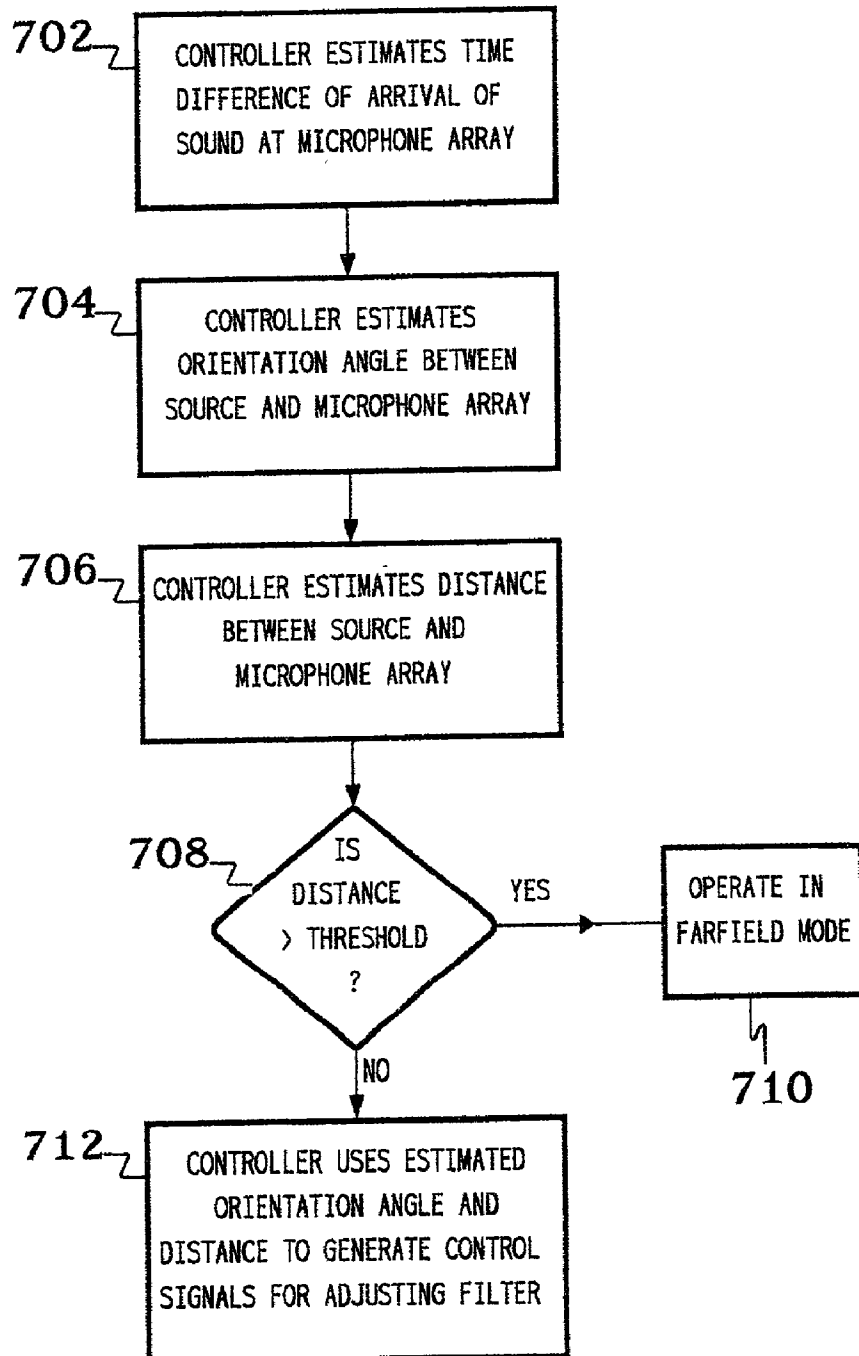 702
CONTROLLER ESTIMATES TIME
DIFFERENCE OF ARRIVAL OF
SOUND AT MICROPHONE ARRAY
704
CONTROLLER ESTIMATES
ORIENTATION ANGLE BETWEEN
SOURCE AND MICROPHONE ARRAY
706
CONTROLLER ESTIMATES DISTANCE
BETWEEN SOURCE AND
MICROPHONE ARRAY
708
IS
DISTANCE
> THRESHOLD
?
YES
OPERATE IN
FARFIELD MODE
710
NO
712
CONTROLLER USES ESTIMATED
ORIENTATION ANGLE AND
DISTANCE TO GENERATE CONTROL
SIGNALS FOR ADJUSTING FILTER